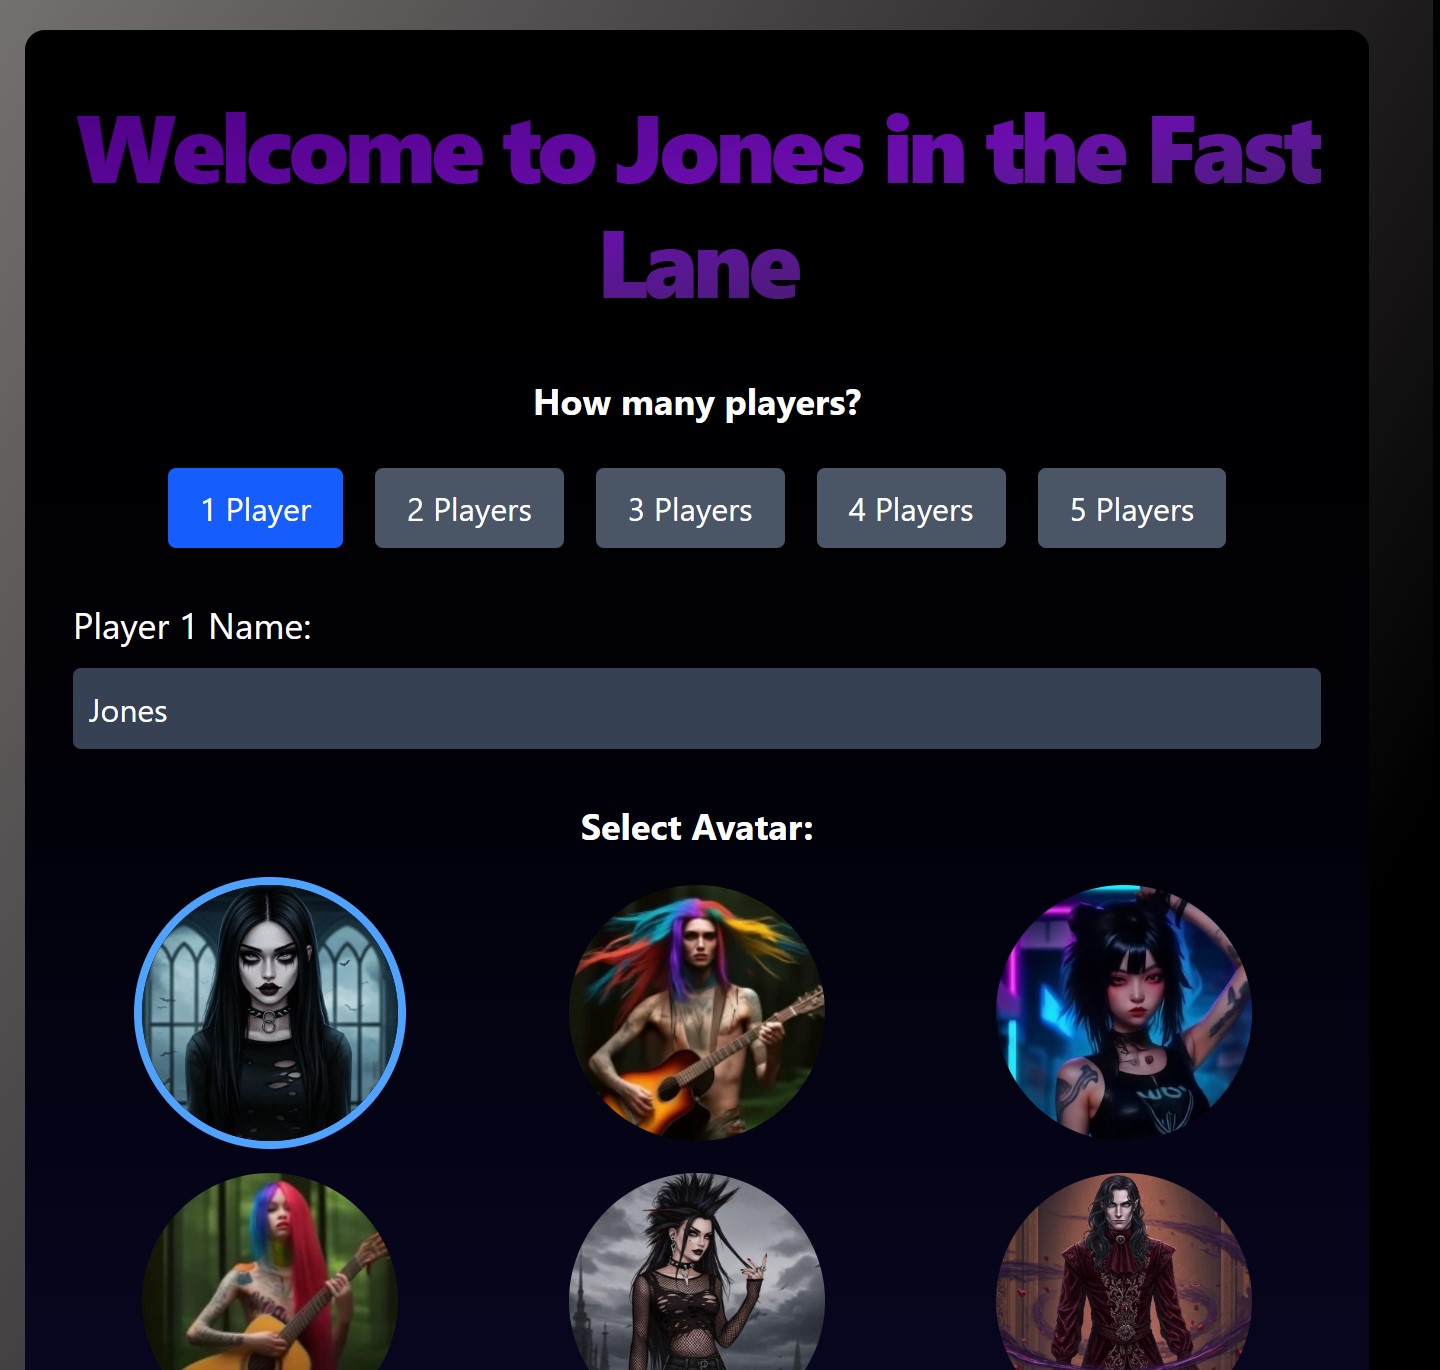 Welcome to Jones in the Fast
Lane
How many players?
1 Player 2 Players 3 Players 4 Players 5 Players
Player 1 Name:
Jones
Select Avatar: